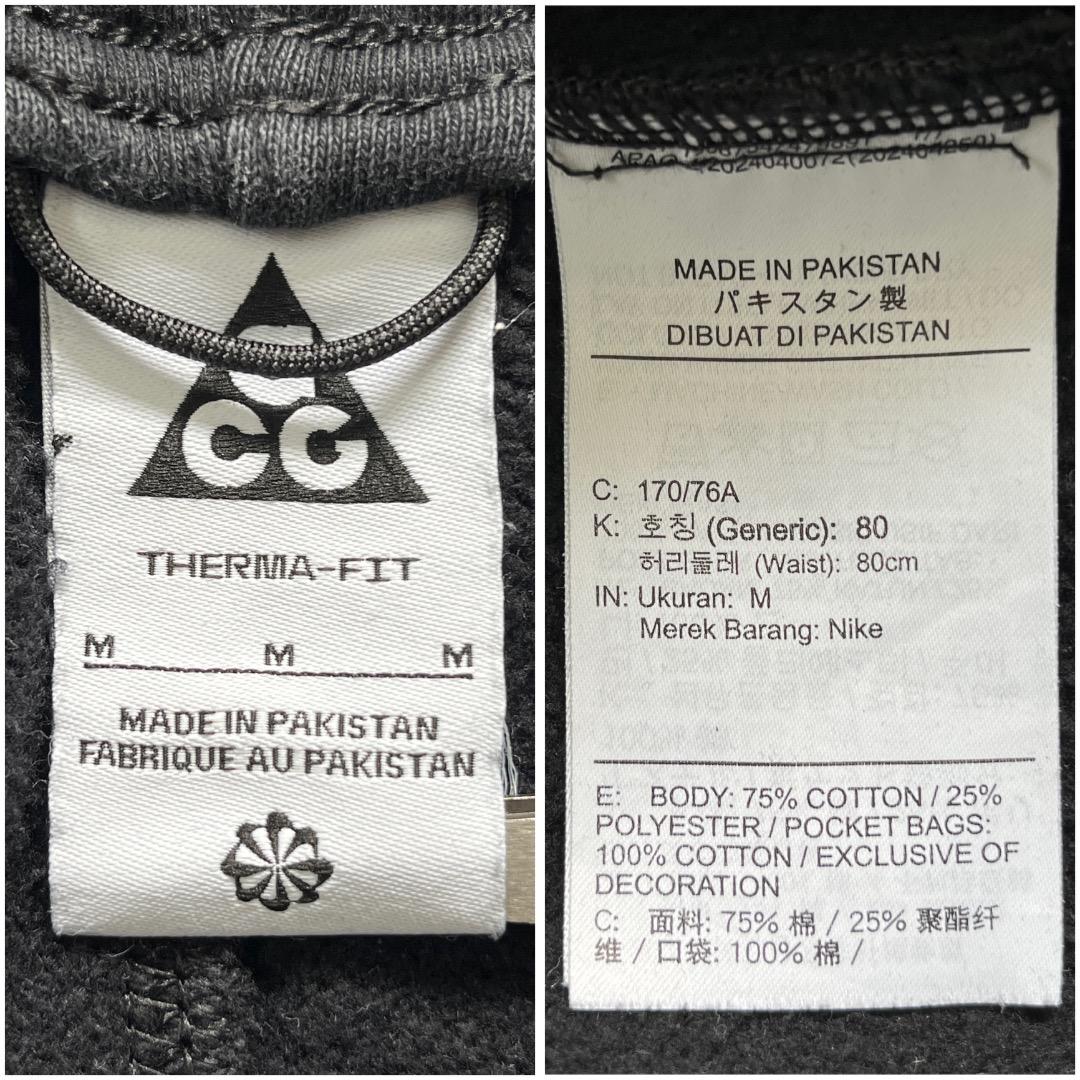 A
CG
THERMA-FIT
M M M
MADE IN PAKISTAN
FABRIQUE AU PAKISTAN
MADE IN PAKISTAN
パキスタン製
DIBUAT DI PAKISTAN
C: 170/76A
K: 호칭 (Generic): 80
허리둘레 (Waist): 80cm
IN: Ukuran: M
Merek Barang: Nike
E: BODY: 75% COTTON / 25%
POLYESTER / POCKET BAGS:
100% COTTON / EXCLUSIVE OF
DECORATION
C: 面料: 75% 棉 / 25% 聚酯纤
维 / 口袋: 100% 棉 /